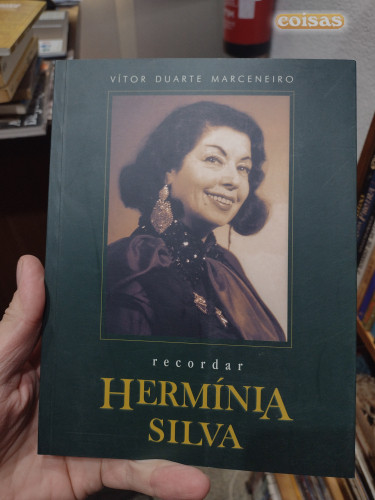 coisas
VÍTOR DUARTE MARCENEIRO
recordar
HERMÍNIA
SILVA